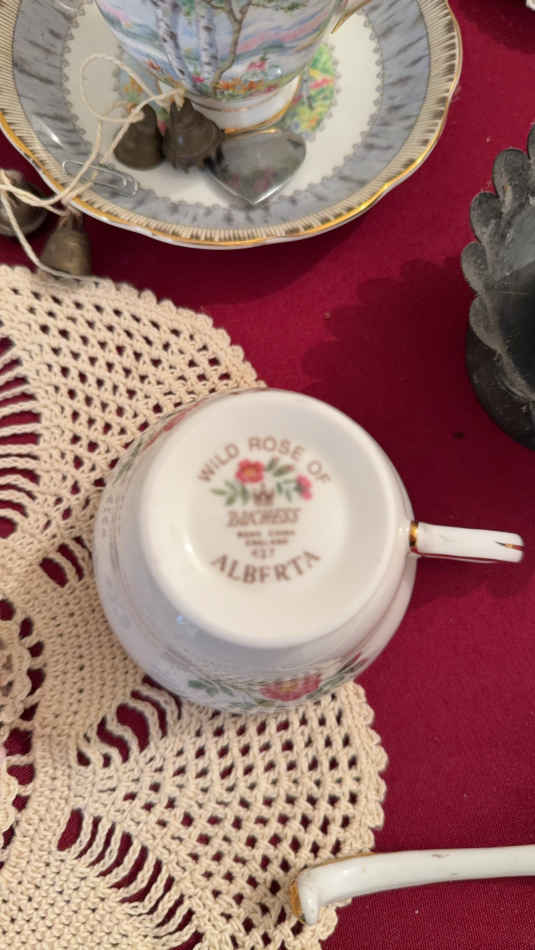 WILD ROSE OF
DUCHESS
BONE CHINA
ENGLAND
427
ALBERTA